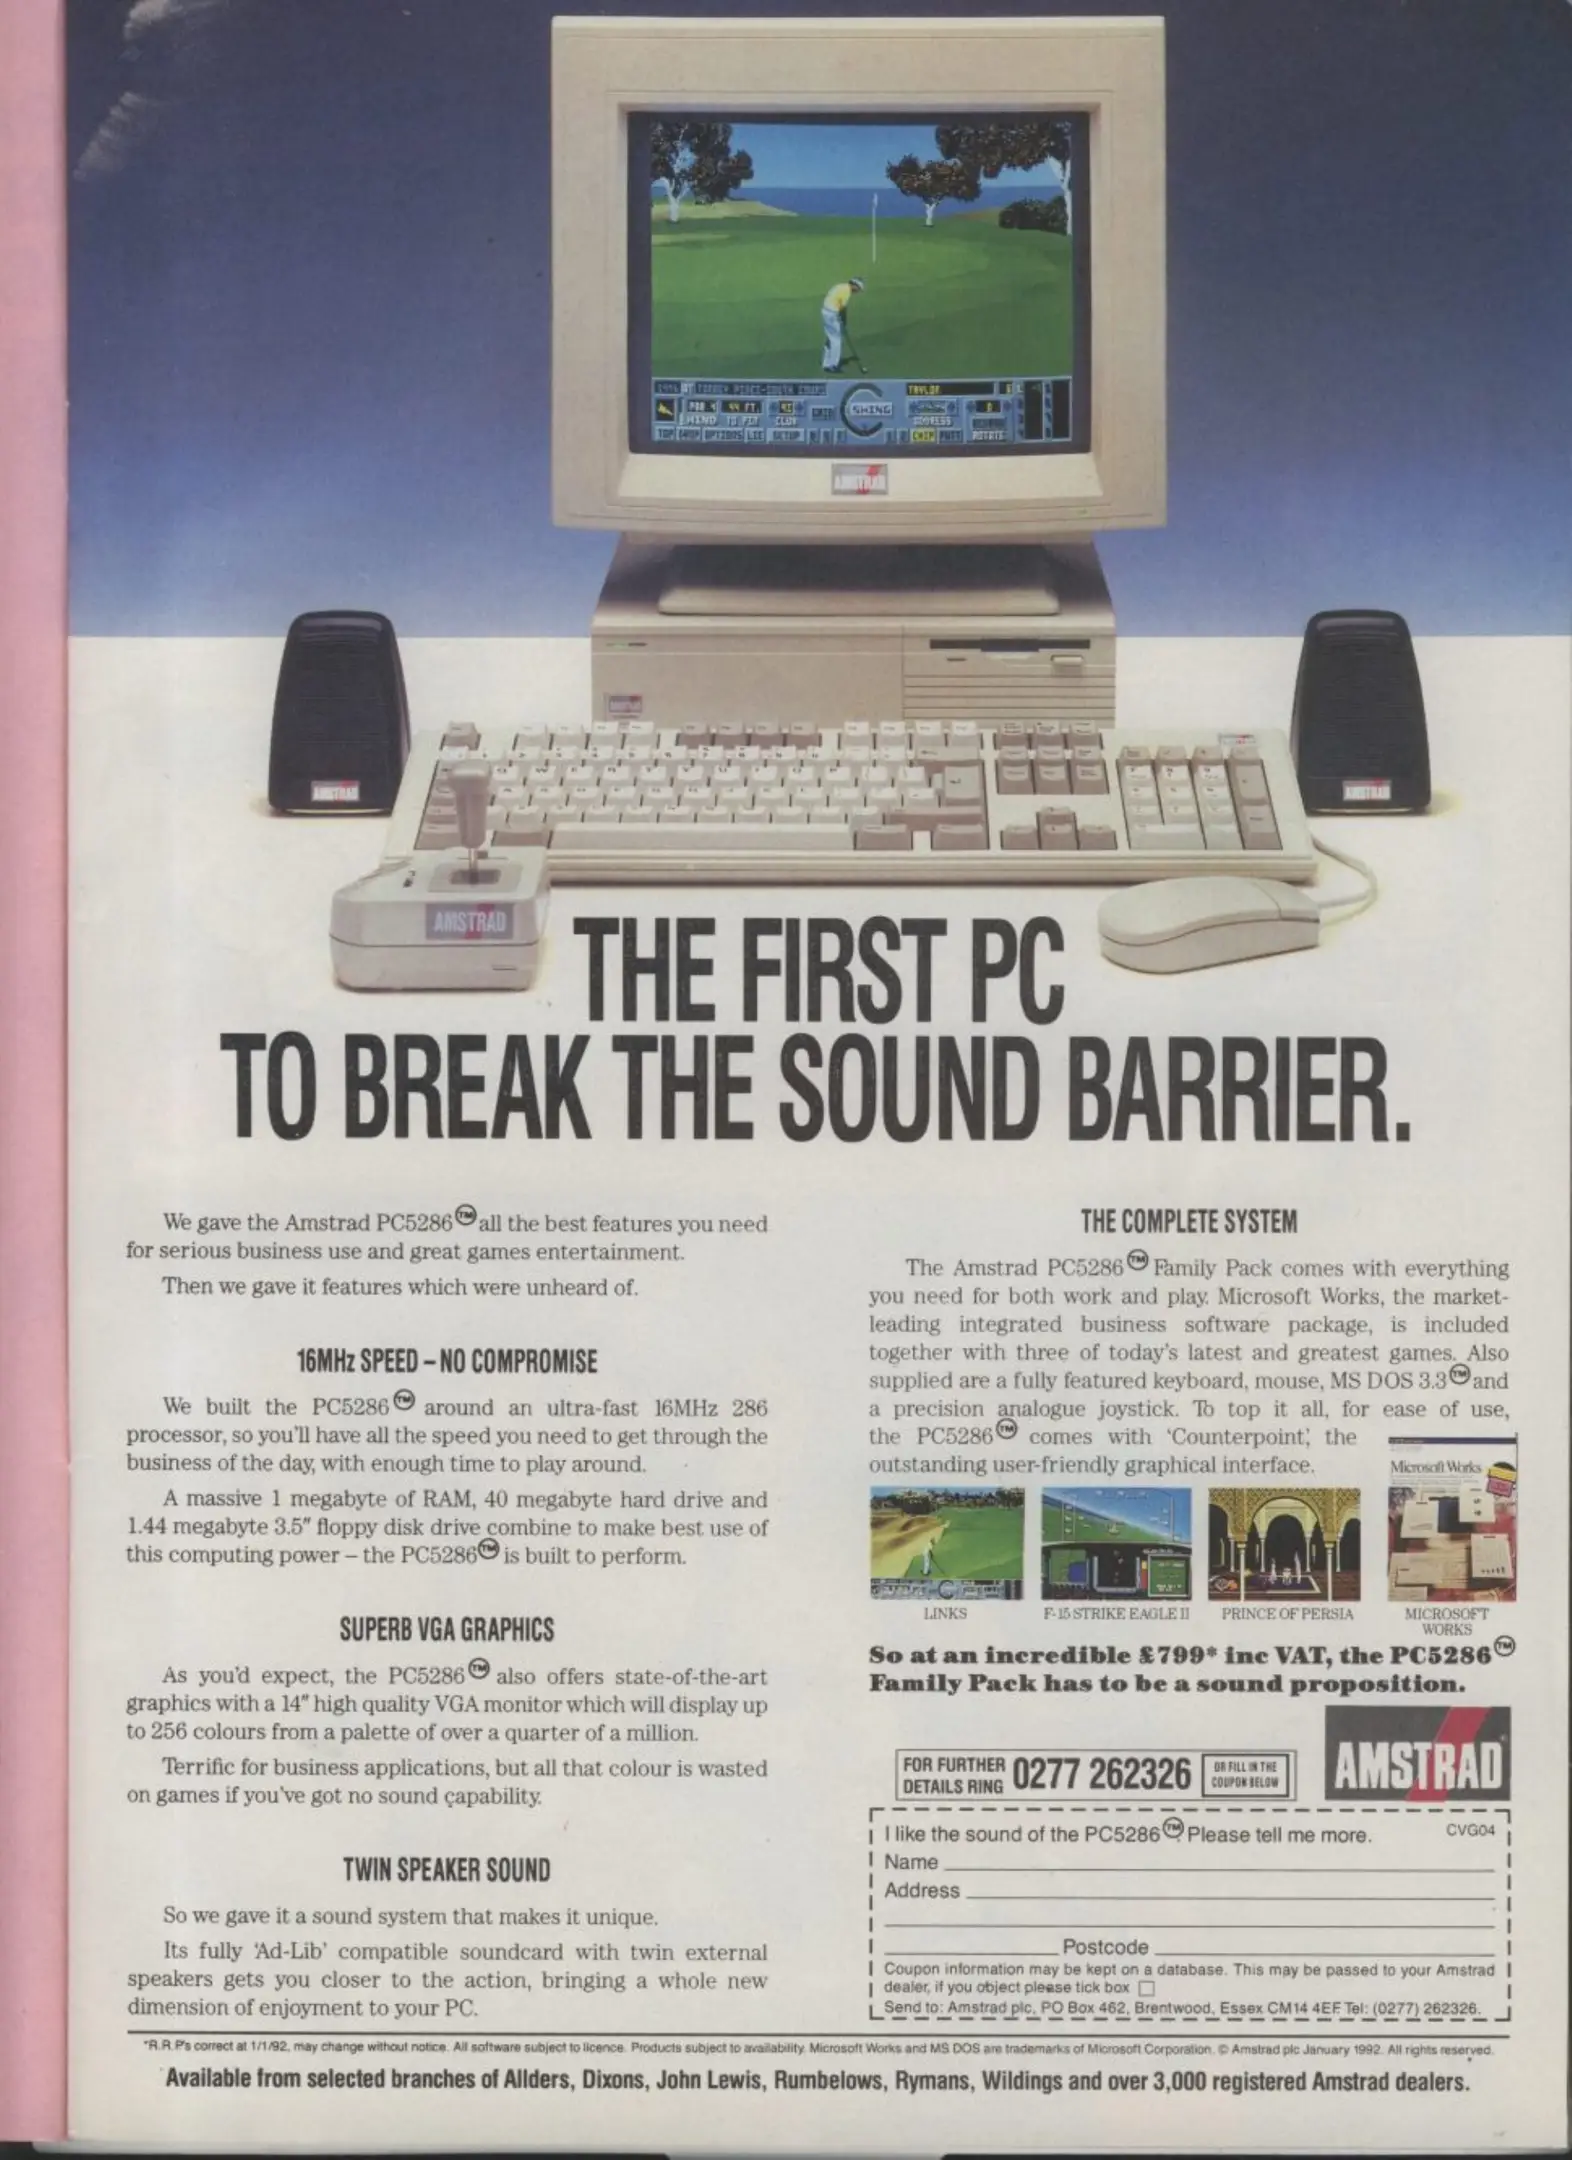 TAYLOR
SWING
AMSTRAD
AMSTRAD
AMSTRAD
AMSTRAD
THE FIRST PC
TO BREAK THE SOUND BARRIER.
We gave the Amstrad PC5286™ all the best features you need
for serious business use and great games entertainment.
Then we gave it features which were unheard of.
16MHz SPEED – NO COMPROMISE
We built the PC5286™ around an ultra-fast 16MHz 286
processor, so you'll have all the speed you need to get through the
business of the day, with enough time to play around.
A massive 1 megabyte of RAM, 40 megabyte hard drive and
1.44 megabyte 3.5" floppy disk drive combine to make best use of
this computing power – the PC5286™ is built to perform.
SUPERB VGA GRAPHICS
As you'd expect, the PC5286™ also offers state-of-the-art
graphics with a 14" high quality VGA monitor which will display up
to 256 colours from a palette of over a quarter of a million.
Terrific for business applications, but all that colour is wasted
on games if you've got no sound capability.
TWIN SPEAKER SOUND
So we gave it a sound system that makes it unique.
Its fully 'Ad-Lib' compatible soundcard with twin external
speakers gets you closer to the action, bringing a whole new
dimension of enjoyment to your PC.
THE COMPLETE SYSTEM
The Amstrad PC5286™ Family Pack comes with everything
you need for both work and play. Microsoft Works, the market-
leading integrated business software package, is included
together with three of today's latest and greatest games. Also
supplied are a fully featured keyboard, mouse, MS DOS 3.3™ and
a precision analogue joystick. To top it all, for ease of use,
the PC5286™ comes with 'Counterpoint', the
outstanding user-friendly graphical interface.
Microsoft Works
LINKS
F-15 STRIKE EAGLE II
PRINCE OF PERSIA
MICROSOFT
WORKS
So at an incredible £799* inc VAT, the PC5286™
Family Pack has to be a sound proposition.
FOR FURTHER
DETAILS RING
0277 262326
OR FILL IN THE
COUPON BELOW
AMSTRAD
I like the sound of the PC5286™. Please tell me more. CVG04
Name
Address
Postcode
Coupon information may be kept on a database. This may be passed to your Amstrad
dealer, if you object please tick box
Send to: Amstrad plc, PO Box 462, Brentwood, Essex CM14 4EF. Tel: (0277) 262326.
*R.R.P's correct at 1/1/92, may change without notice. All software subject to licence. Products subject to availability. Microsoft Works and MS DOS are trademarks of Microsoft Corporation. © Amstrad plc January 1992. All rights reserved.
Available from selected branches of Allders, Dixons, John Lewis, Rumbelows, Rymans, Wildings and over 3,000 registered Amstrad dealers.